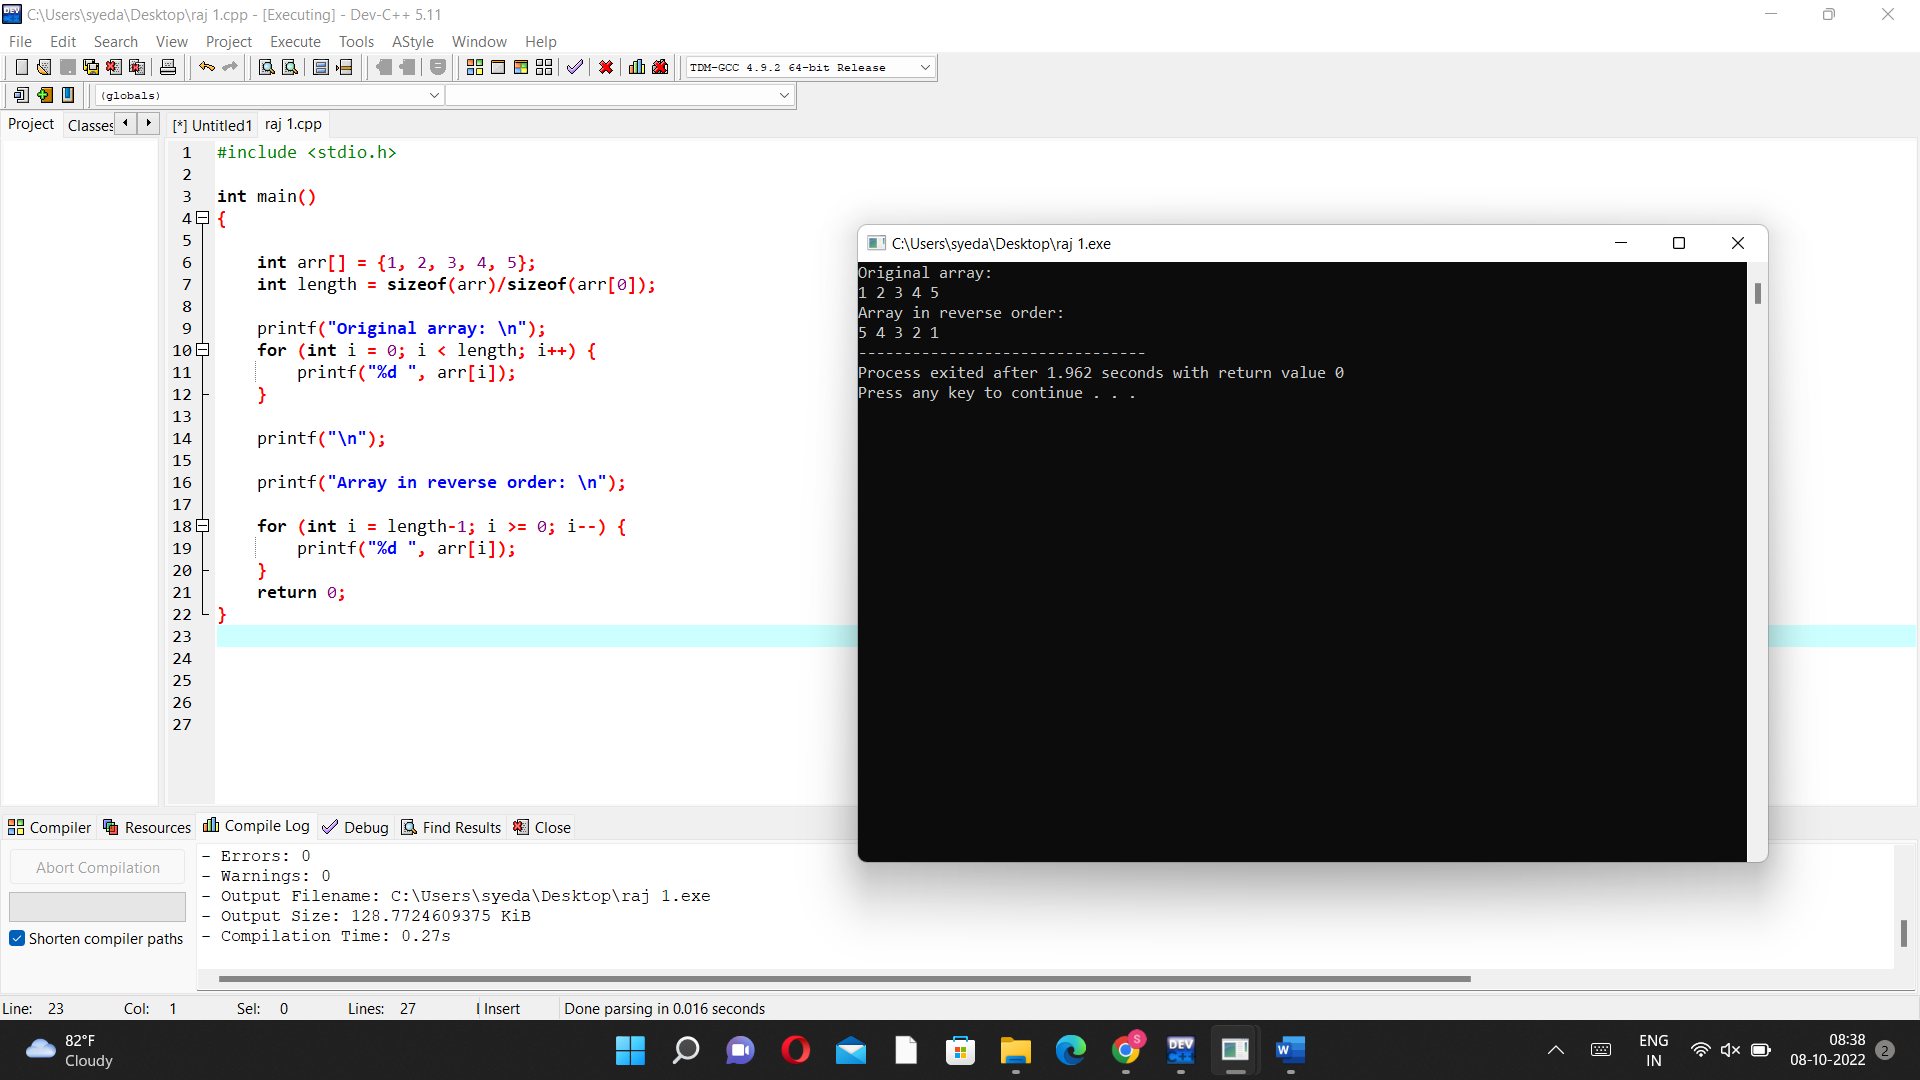 C:\Users\syeda\Desktop\raj 1.cpp - [Executing] - Dev-C++ 5.11
File Edit Search View Project Execute Tools AStyle Window Help
TDM-GCC 4.9.2 64-bit Release
(globals)
Project Classes [*] Untitled1 raj 1.cpp
1 #include <stdio.h>
2
3 int main()
4 {
5
6 int arr[] = {1, 2, 3, 4, 5};
7 int length = sizeof(arr)/sizeof(arr[0]);
8
9 printf("Original array: \n");
10 for (int i = 0; i < length; i++) {
11 printf("%d ", arr[i]);
12 }
13
14 printf("\n");
15
16 printf("Array in reverse order: \n");
17
18 for (int i = length-1; i >= 0; i--) {
19 printf("%d ", arr[i]);
20 }
21 return 0;
22 }
23
24
25
26
27
C:\Users\syeda\Desktop\raj 1.exe
Original array:
1 2 3 4 5
Array in reverse order:
5 4 3 2 1
--------------------------------
Process exited after 1.962 seconds with return value 0
Press any key to continue . . .
Compiler Resources Compile Log Debug Find Results Close
Abort Compilation
Shorten compiler paths
- Errors: 0
- Warnings: 0
- Output Filename: C:\Users\syeda\Desktop\raj 1.exe
- Output Size: 128.7724609375 KiB
- Compilation Time: 0.27s
Line: 23 Col: 1 Sel: 0 Lines: 27 Insert Done parsing in 0.016 seconds
82°F
Cloudy
DEV
C++
S
W
ENG
IN
08:38
08-10-2022
2